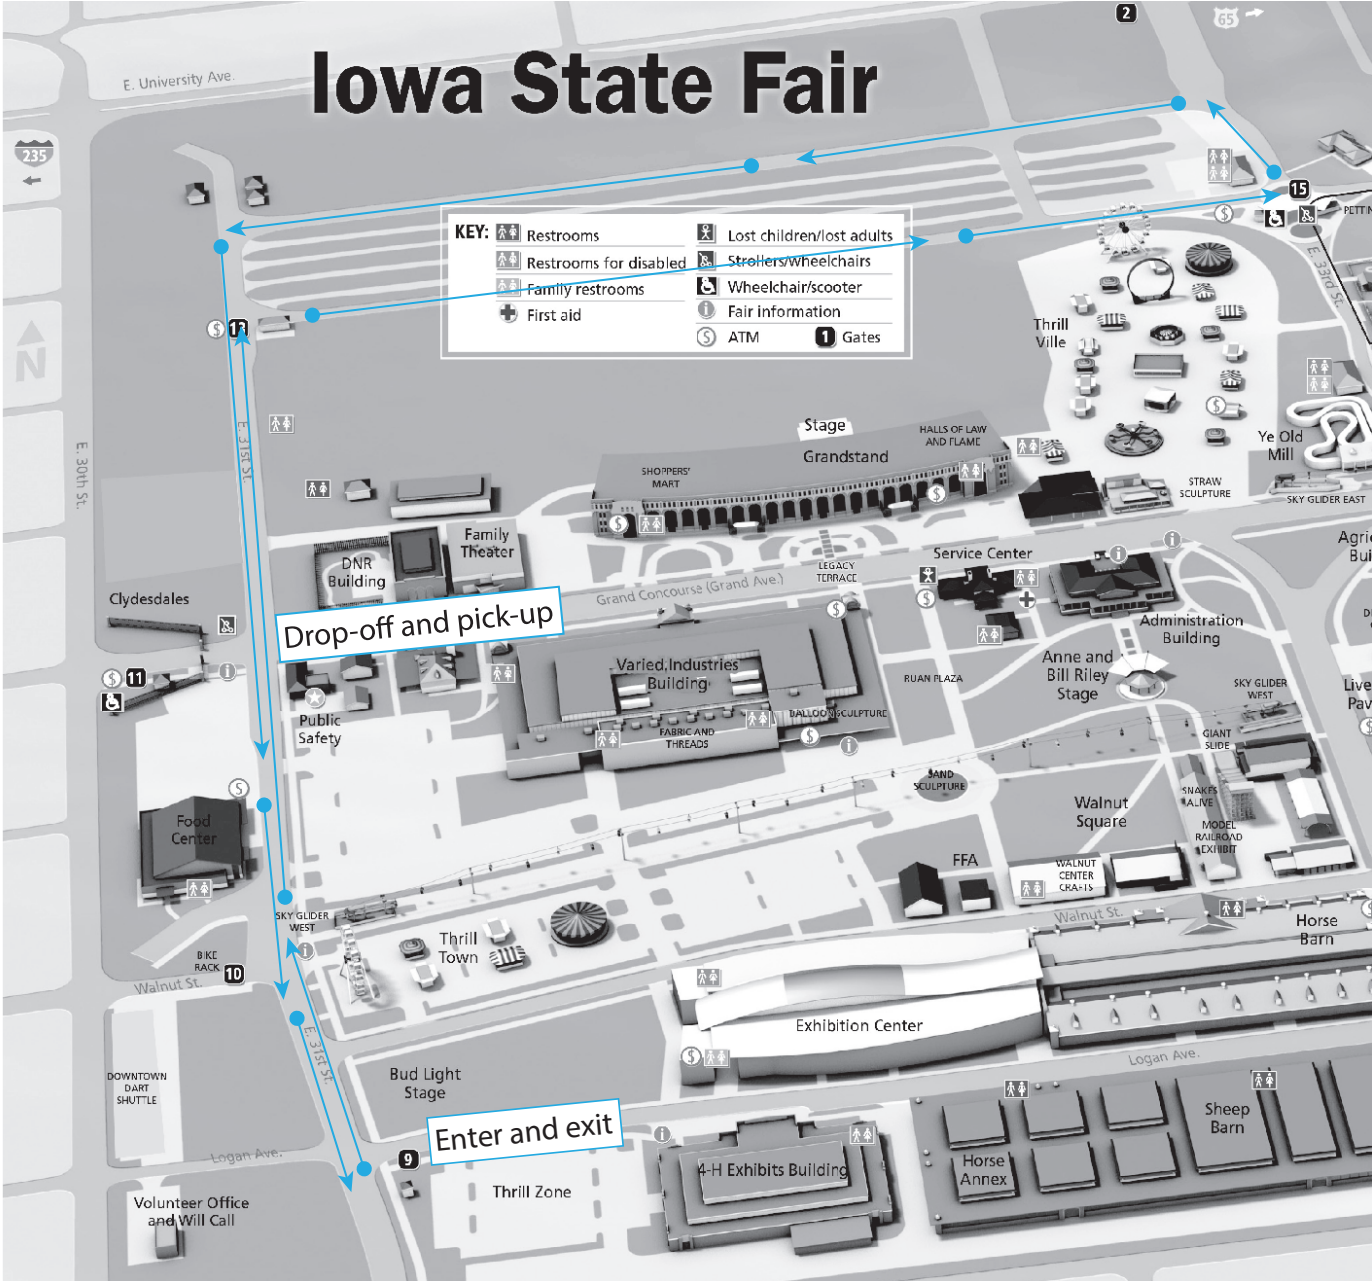 2
65
E. University Ave.
Iowa State Fair
235
15
PETTIN
KEY:
Restrooms
Restrooms for disabled
Family restrooms
First aid
Lost children/lost adults
Strollers/wheelchairs
Wheelchair/scooter
Fair information
ATM
1
Gates
E. 33rd St.
13
N
Thrill
Ville
E. 30th St.
E. 31st St.
Stage
Grandstand
HALLS OF LAW
AND FLAME
SHOPPERS'
MART
Ye Old
Mill
STRAW
SCULPTURE
SKY GLIDER EAST
Family
Theater
DNR
Building
Service Center
LEGACY
TERRACE
Grand Concourse (Grand Ave.)
Agri
Bui
Clydesdales
Drop-off and pick-up
Administration
Building
11
Varied Industries
Building
RUAN PLAZA
Anne and
Bill Riley
Stage
SKY GLIDER
WEST
Live
Pav
Public
Safety
FABRIC AND
THREADS
BALLOON SCULPTURE
GIANT
SLIDE
SAND
SCULPTURE
SNAKES
ALIVE
Walnut
Square
Food
Center
MODEL
RAILROAD
EXHIBIT
FFA
WALNUT
CENTER
CRAFTS
SKY GLIDER
WEST
Walnut St.
Horse
Barn
Thrill
Town
BIKE
RACK
10
Walnut St.
Exhibition Center
E. 31st St.
Logan Ave.
DOWNTOWN
DART
SHUTTLE
Bud Light
Stage
Sheep
Barn
Enter and exit
Logan Ave.
9
4-H Exhibits Building
Horse
Annex
Thrill Zone
Volunteer Office
and Will Call